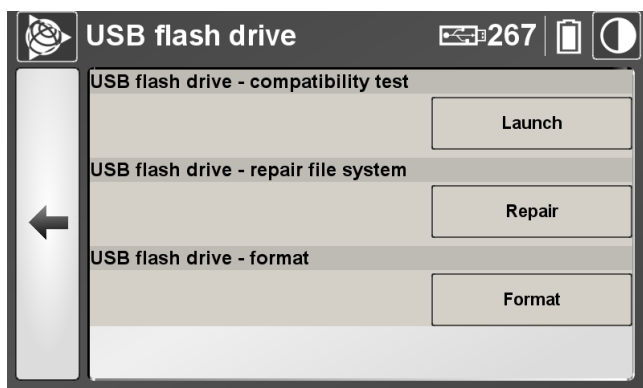 USB flash drive
267
USB flash drive - compatibility test
Launch
USB flash drive - repair file system
Repair
USB flash drive - format
Format